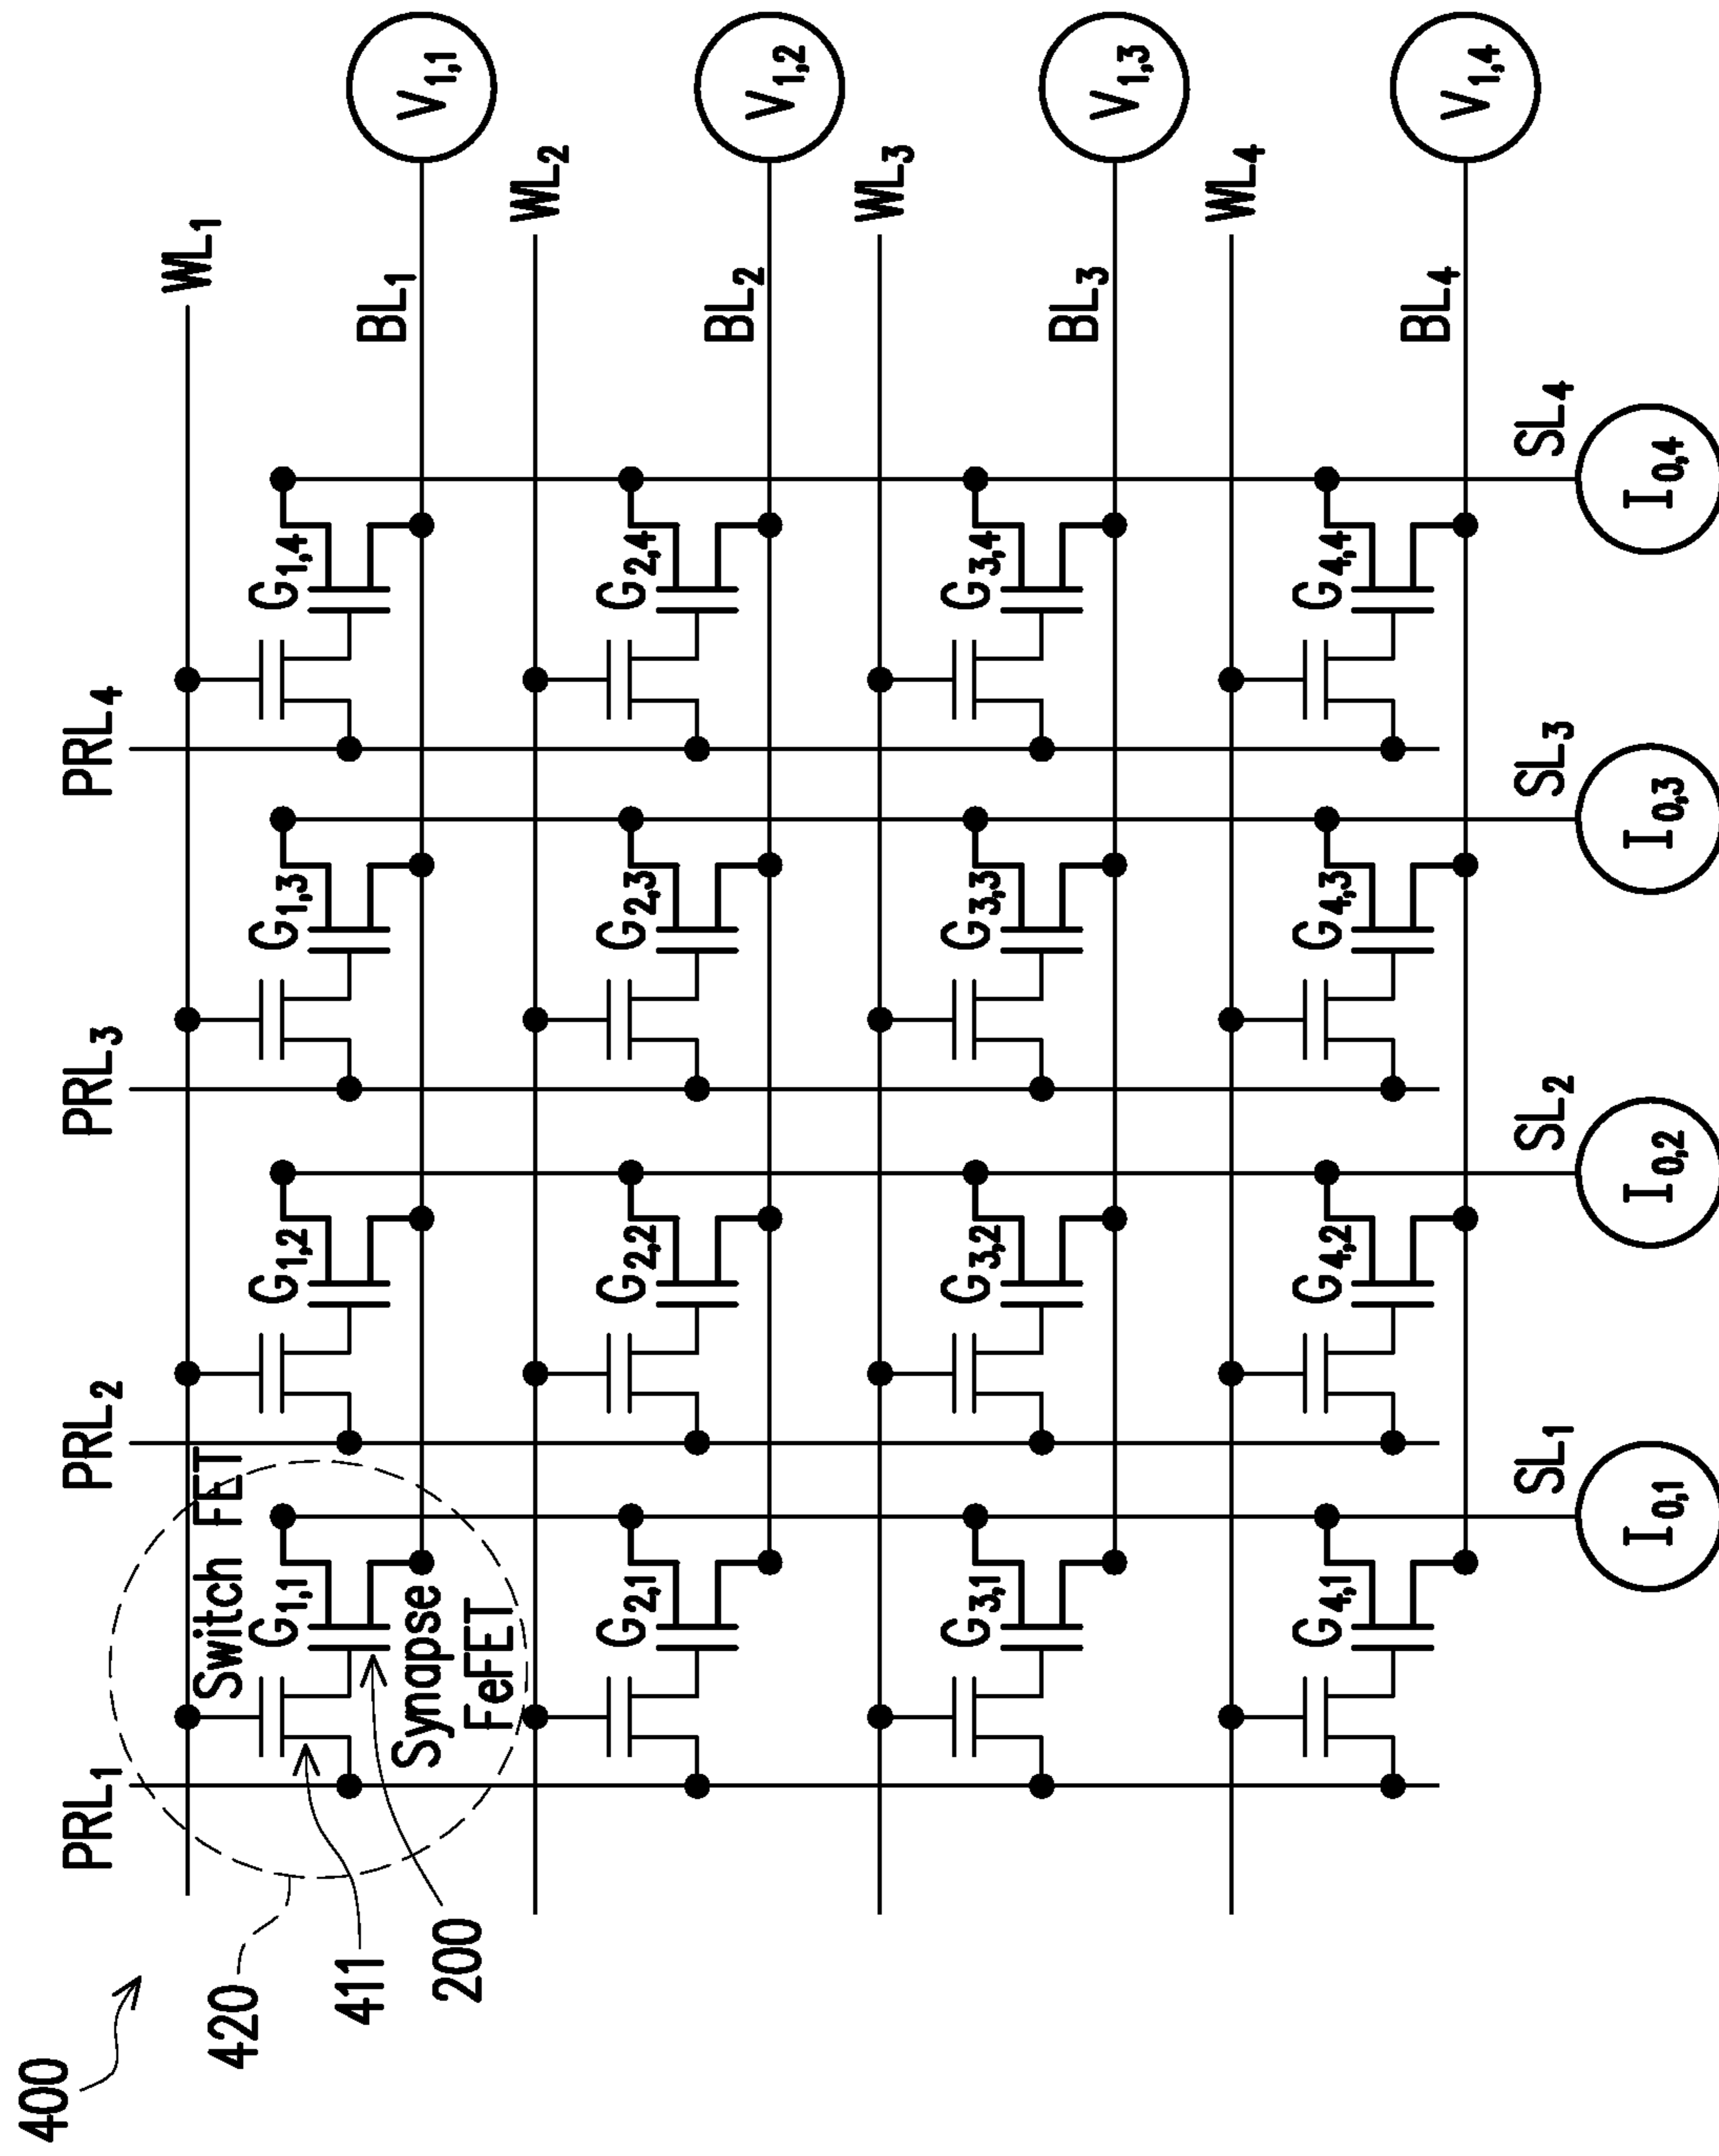 400
420
411
200
PRL1
PRL2
PRL3
PRL4
WL1
Switch FET
G1,1
G1,2
G1,3
G1,4
Synapse
FeFET
BL1
V1,1
WL2
G2,1
G2,2
G2,3
G2,4
BL2
V1,2
WL3
G3,1
G3,2
G3,3
G3,4
BL3
V1,3
WL4
G4,1
G4,2
G4,3
G4,4
BL4
V1,4
SL1
SL2
SL3
SL4
I0,1
I0,2
I0,3
I0,4